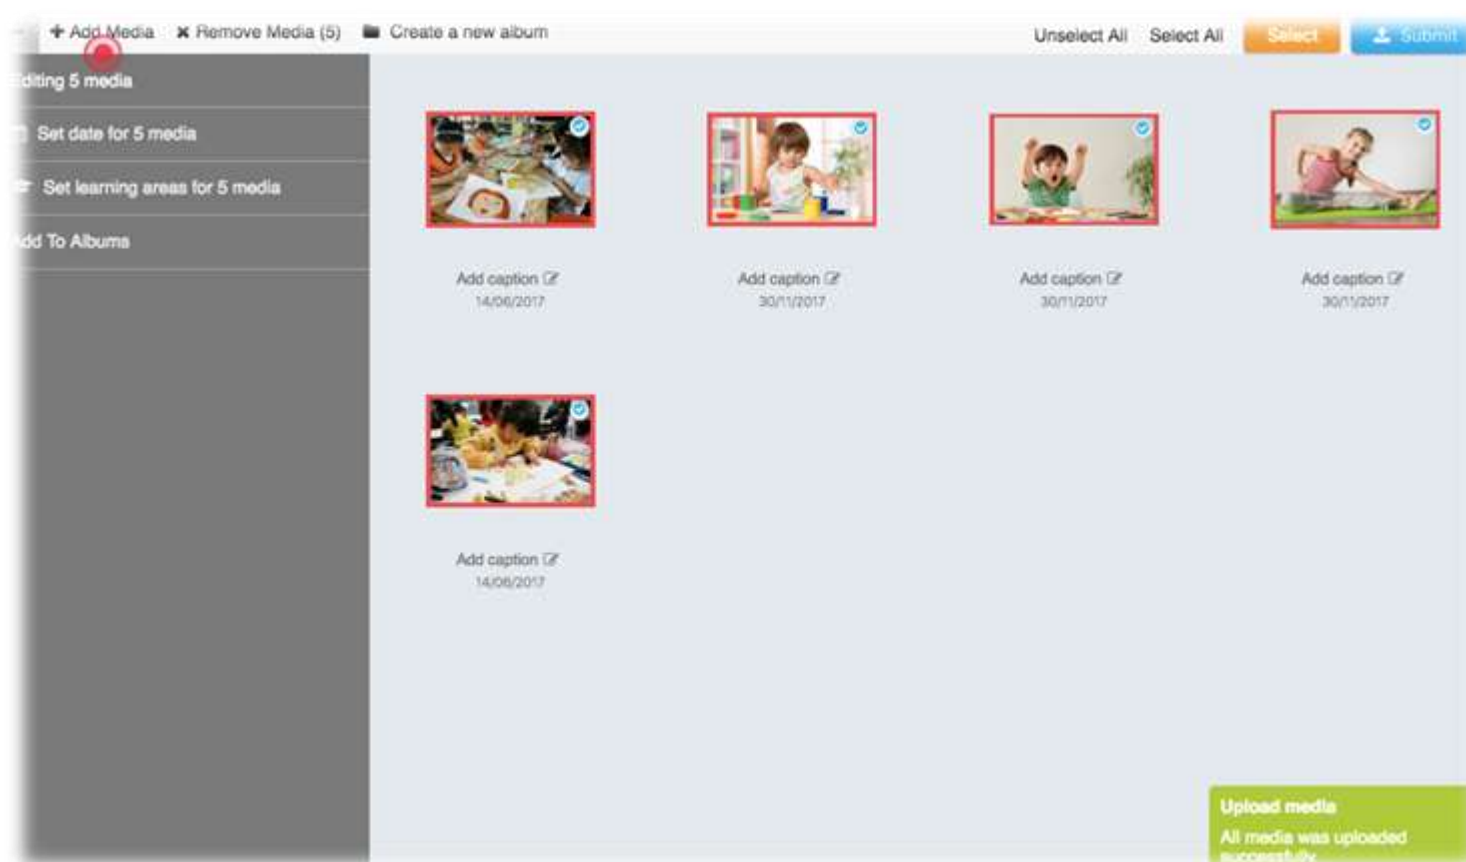 + Add Media × Remove Media (5) Create a new album Unselect All Select All Select Submit
diting 5 media
Set date for 5 media
Set learning areas for 5 media
dd To Albums
Add caption Add caption Add caption Add caption
14/06/2017 30/11/2017 30/11/2017 30/11/2017
Add caption
14/06/2017
Upload media
All media was uploaded
successfully